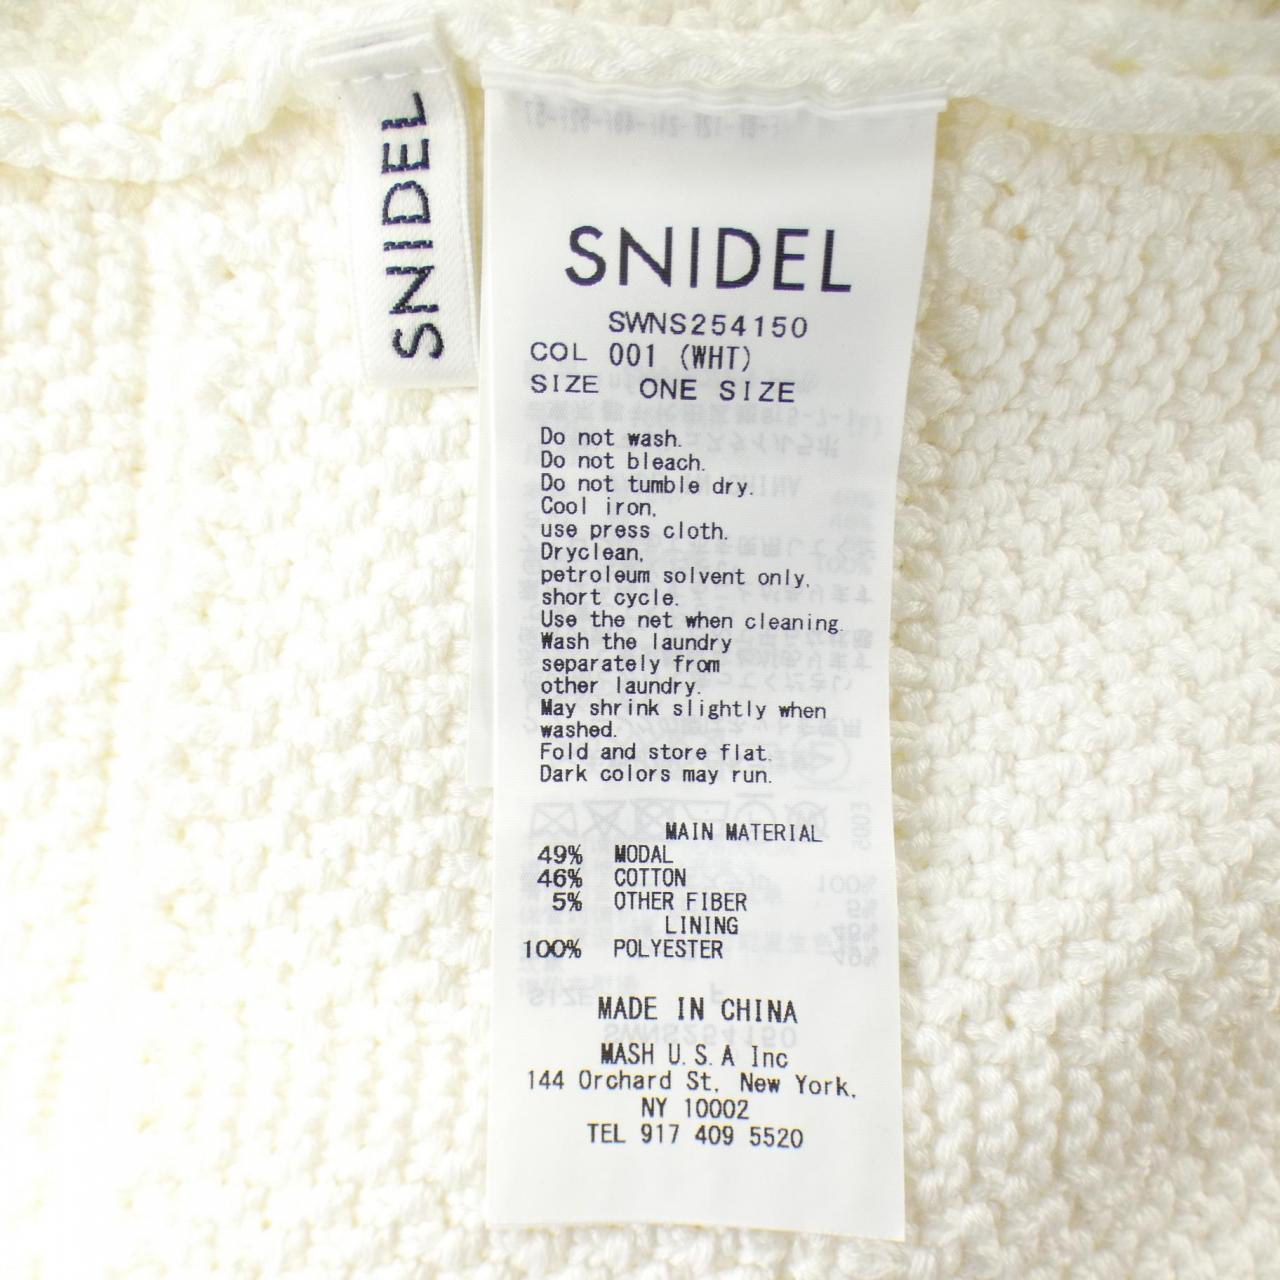 SNIDEL
SNIDEL
SWNS254150
COL 001 (WHT)
SIZE ONE SIZE
Do not wash.
Do not bleach.
Do not tumble dry.
Cool iron,
use press cloth.
Dryclean,
petroleum solvent only,
short cycle.
Use the net when cleaning.
Wash the laundry
separately from
other laundry.
May shrink slightly when
washed.
Fold and store flat.
Dark colors may run.
MAIN MATERIAL
49% MODAL
46% COTTON
5% OTHER FIBER
LINING
100% POLYESTER
MADE IN CHINA
MASH U.S.A Inc
144 Orchard St, New York,
NY 10002
TEL 917 409 5520